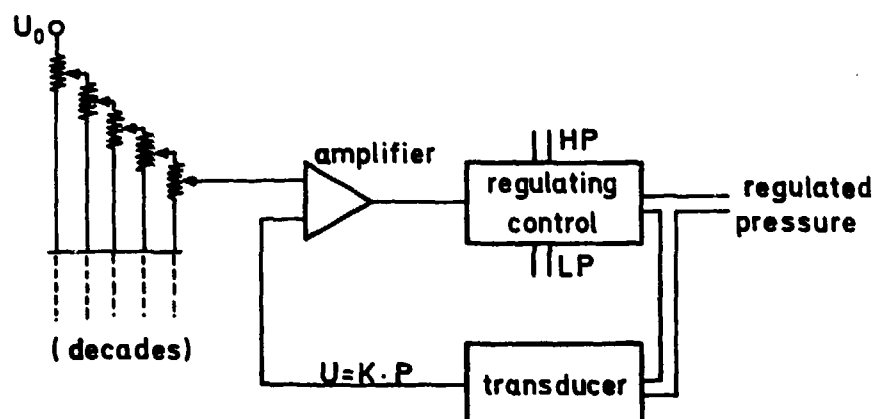 U₀
amplifier
HP
regulating
control
LP
regulated
pressure
(decades)
U=K·P
transducer